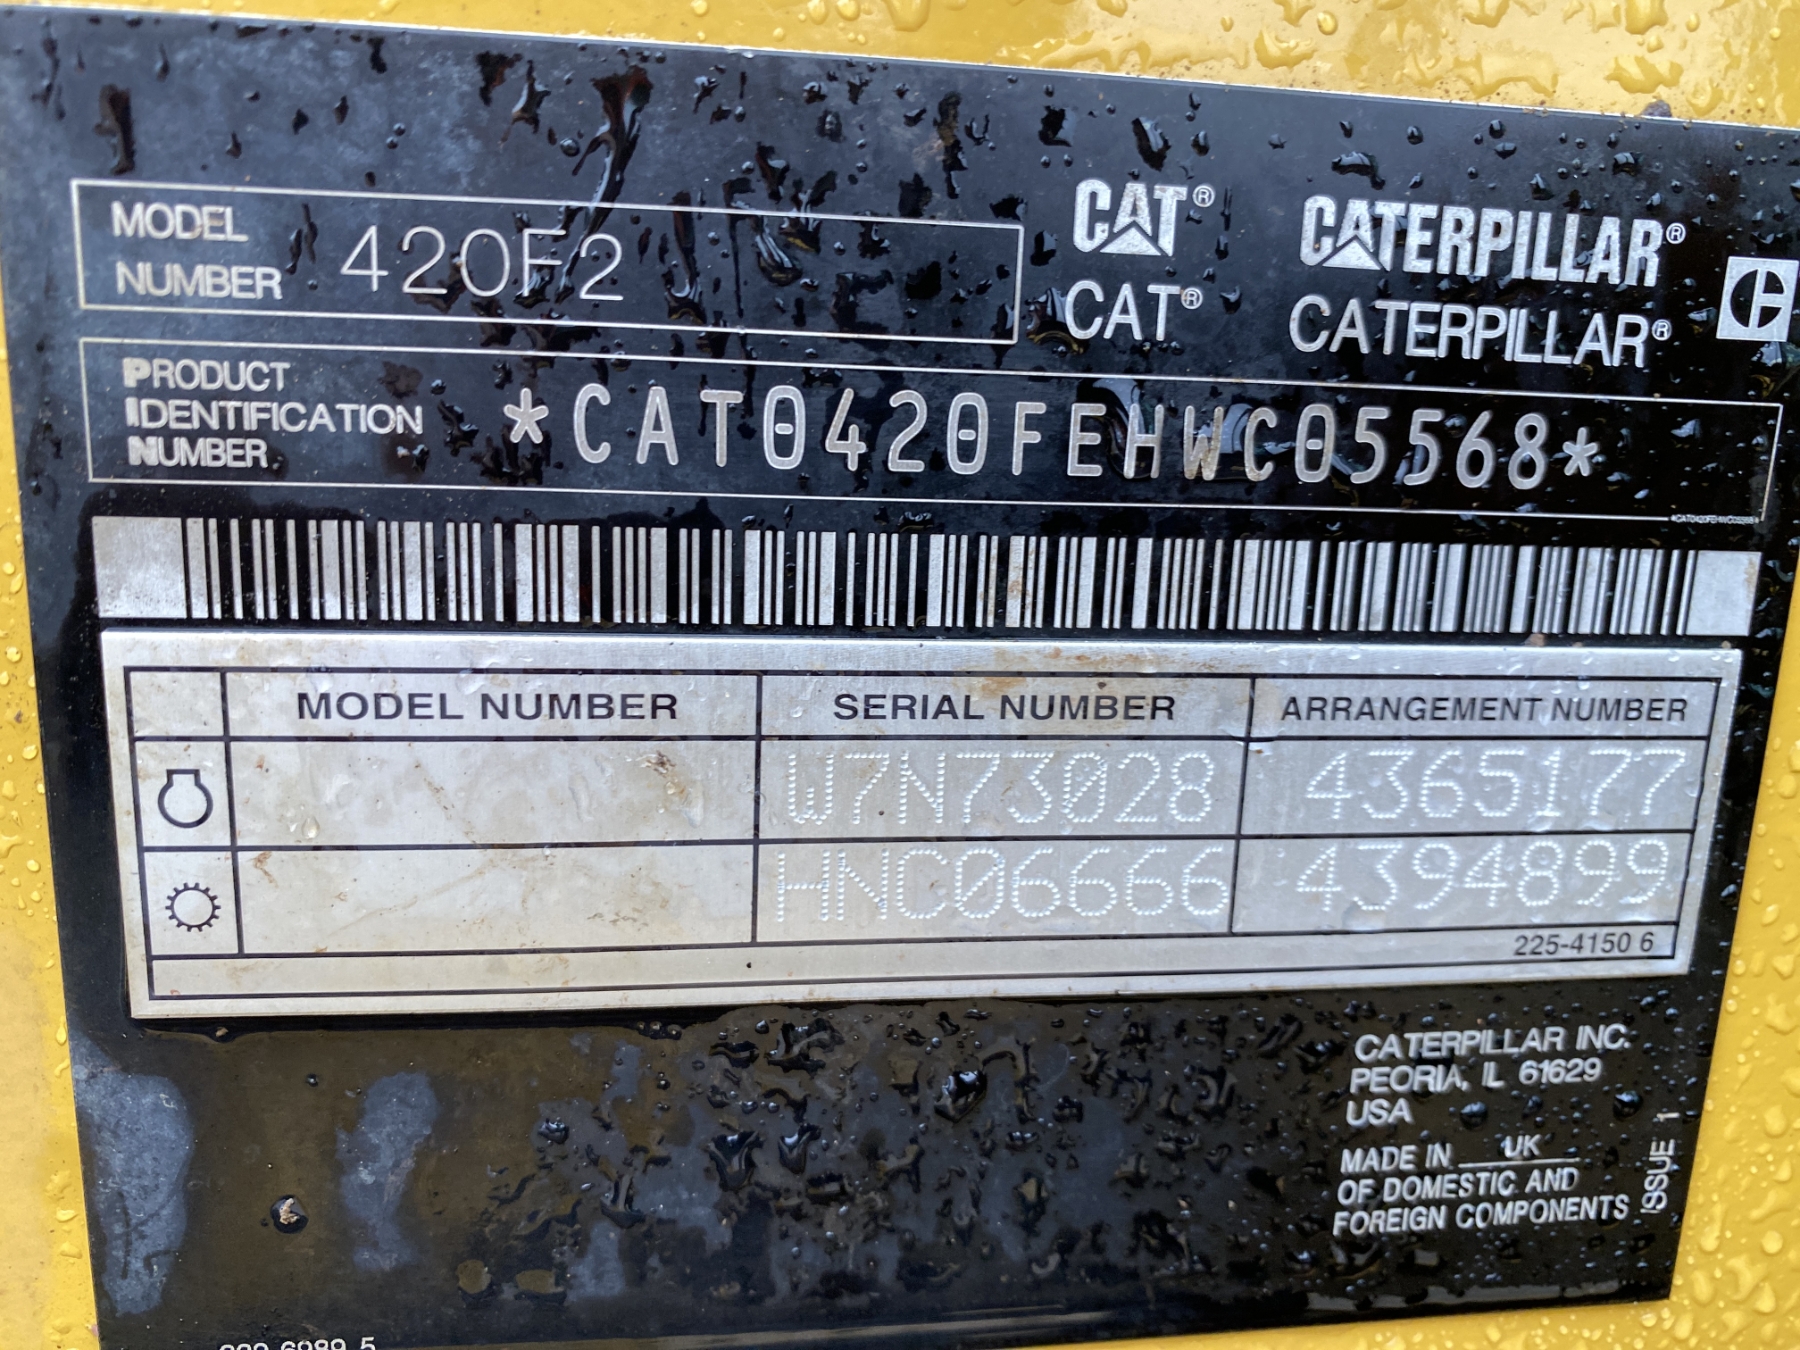 MODEL
NUMBER 420F2
CAT® CATERPILLAR®
CAT® CATERPILLAR®
PRODUCT
IDENTIFICATION
NUMBER
*CAT0420FEHWC05568*
*CAT0420FEHWC05568*
MODEL NUMBER SERIAL NUMBER ARRANGEMENT NUMBER
W7N73028 4365177
HNC06666 4394899
225-4150 6
CATERPILLAR INC.
PEORIA, IL 61629
USA
MADE IN UK
OF DOMESTIC AND
FOREIGN COMPONENTS
ISSUE 1